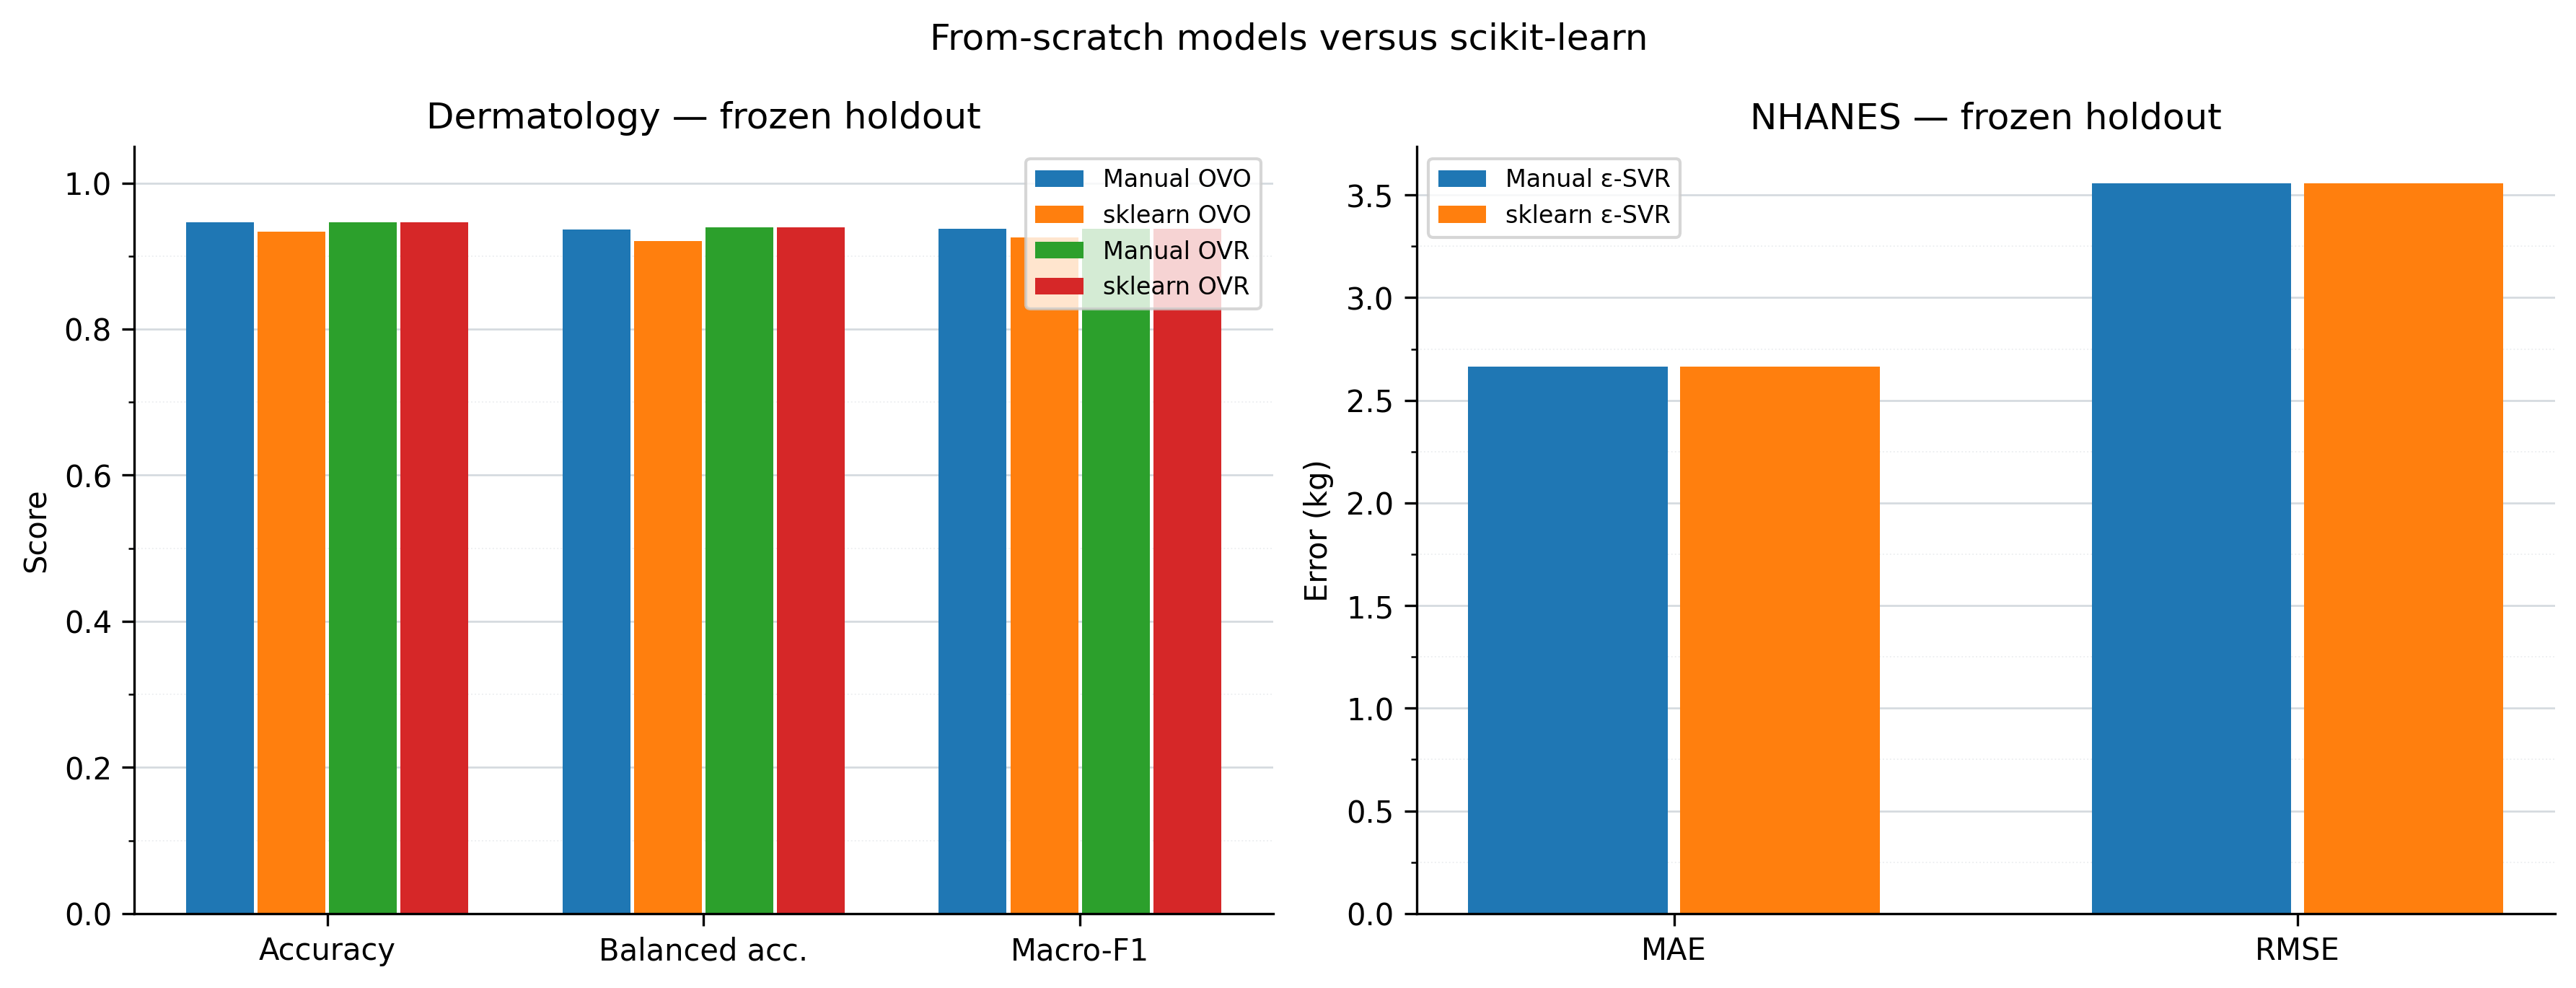 From-scratch models versus scikit-learn
Dermatology — frozen holdout
Score
1.0
0.8
0.6
0.4
0.2
0.0
Manual OVO
sklearn OVO
Manual OVR
sklearn OVR
Accuracy
Balanced acc.
Macro-F1
NHANES — frozen holdout
Error (kg)
3.5
3.0
2.5
2.0
1.5
1.0
0.5
0.0
Manual ε-SVR
sklearn ε-SVR
MAE
RMSE